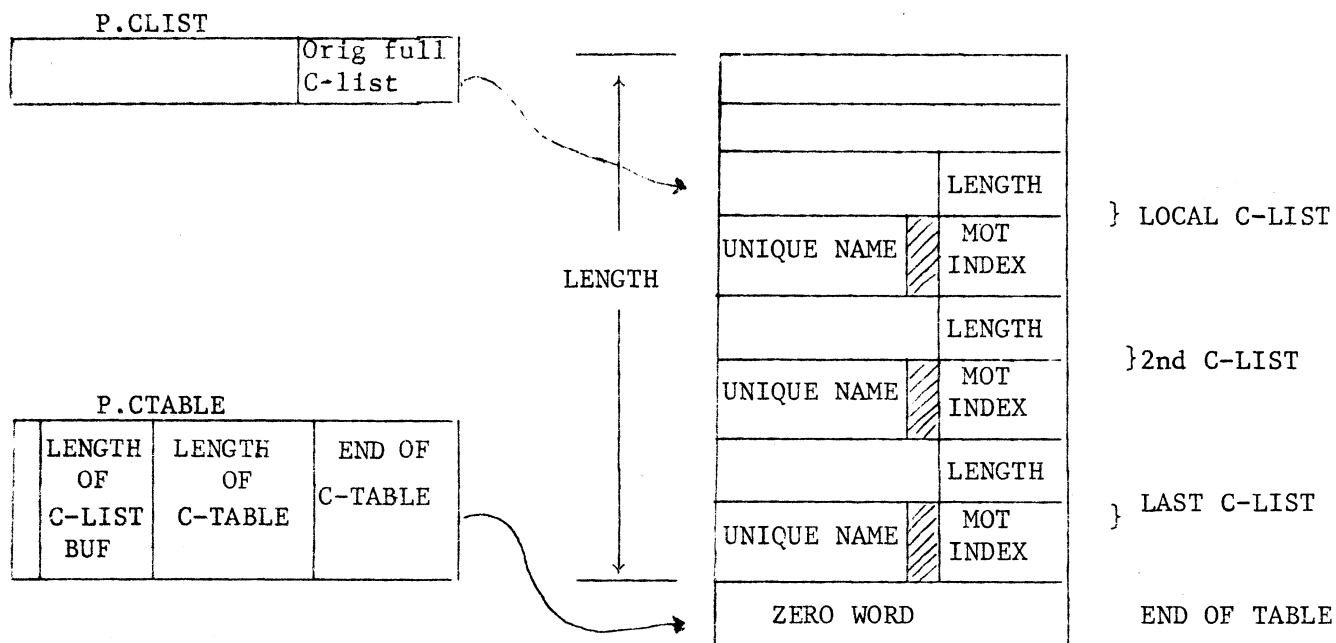 P.CLIST
Orig full
C-list
LENGTH
P.CTABLE
LENGTH
OF
C-LIST
BUF
LENGTH
OF
C-TABLE
END OF
C-TABLE
LENGTH
UNIQUE NAME
MOT
INDEX
} LOCAL C-LIST
LENGTH
UNIQUE NAME
MOT
INDEX
}2nd C-LIST
LENGTH
UNIQUE NAME
MOT
INDEX
} LAST C-LIST
ZERO WORD
END OF TABLE